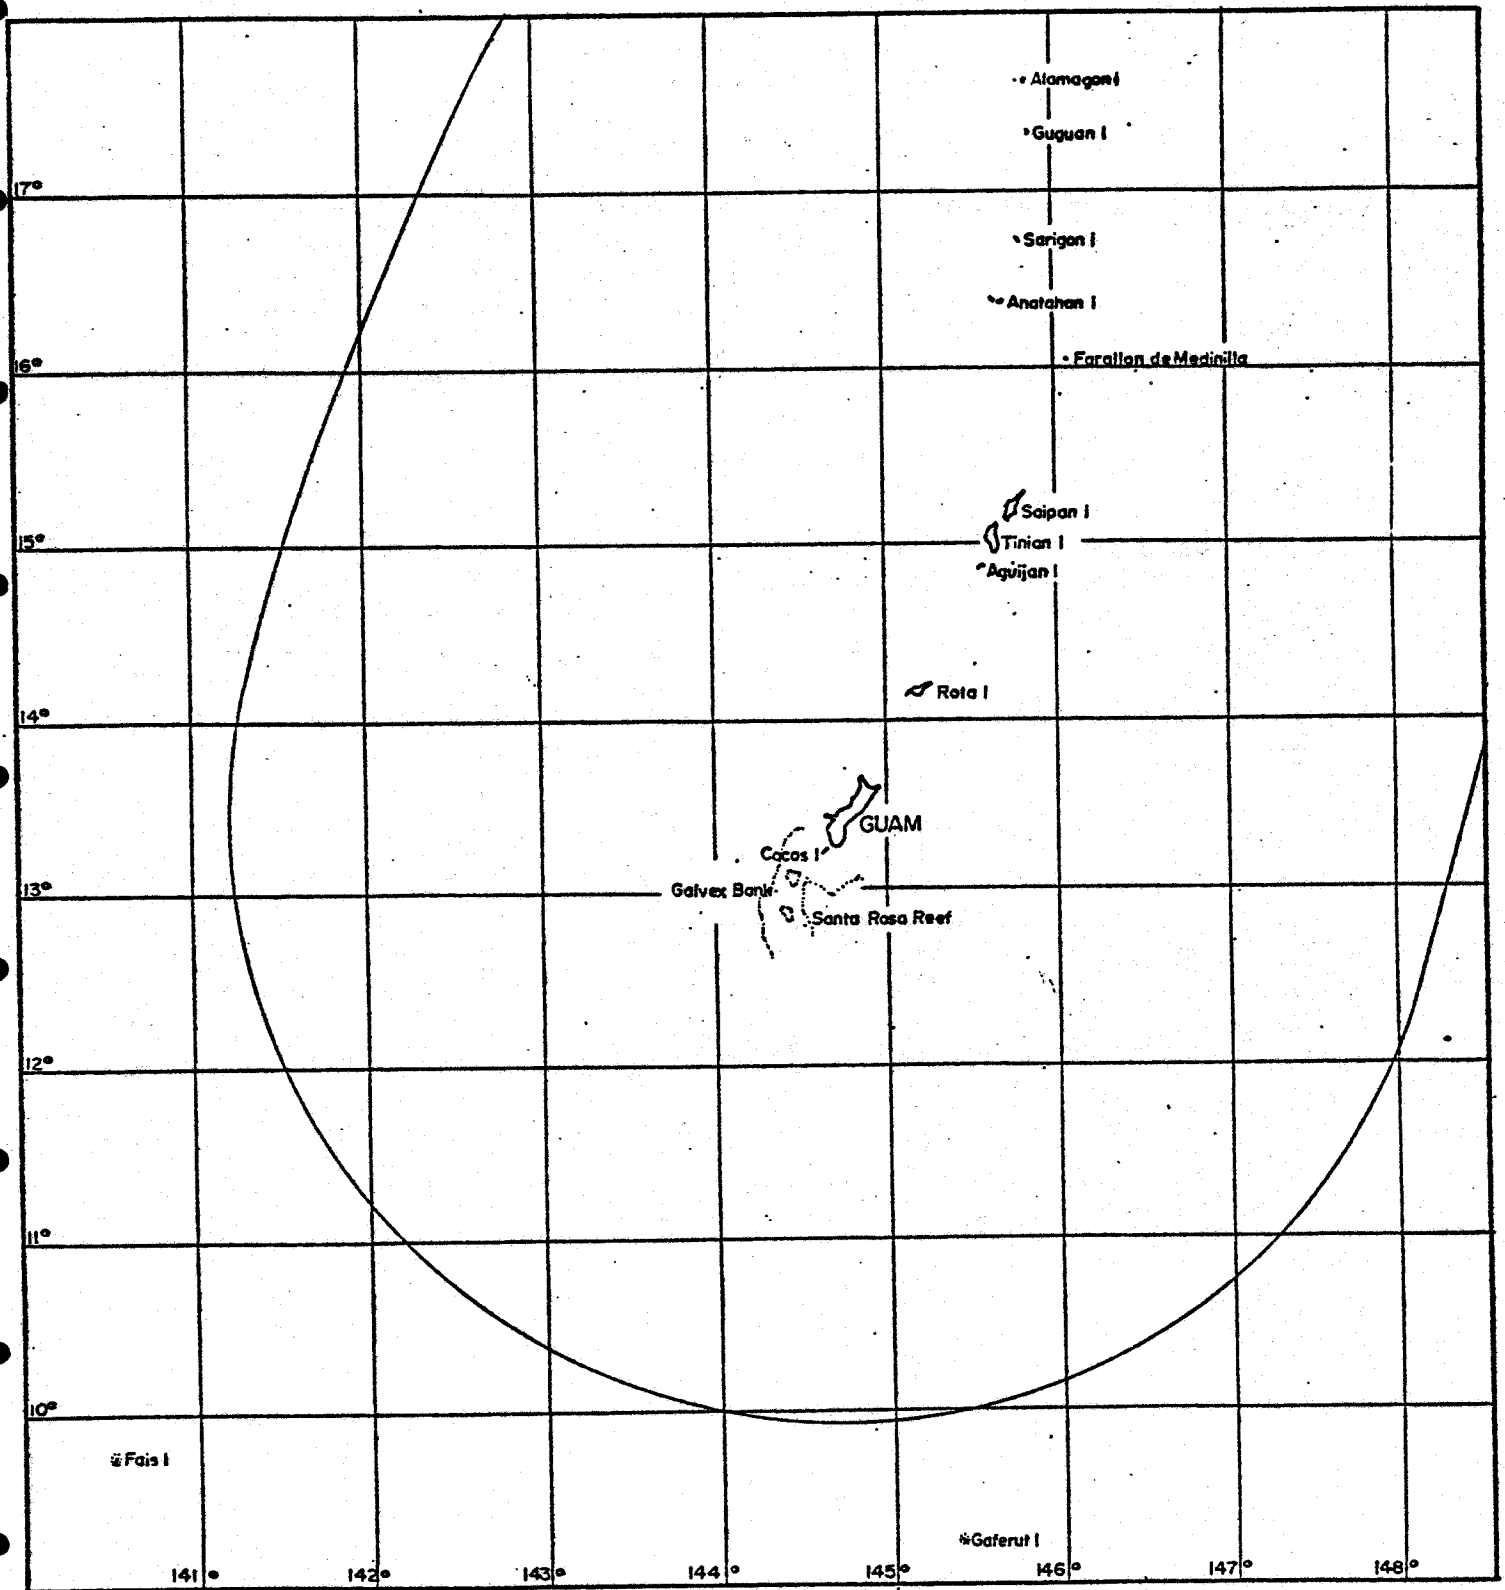 Alamagan I
Guguan I
17°
Sarigan I
Anatahan I
16°
Farallon de Medinilla
Saipan I
15°
Tinian I
Aguijan I
Rota I
14°
GUAM
Cocos I
13°
Galvez Bank
Santa Rosa Reef
12°
11°
10°
Fais I
Gaferut I
141° 142° 143° 144° 145° 146° 147° 148°